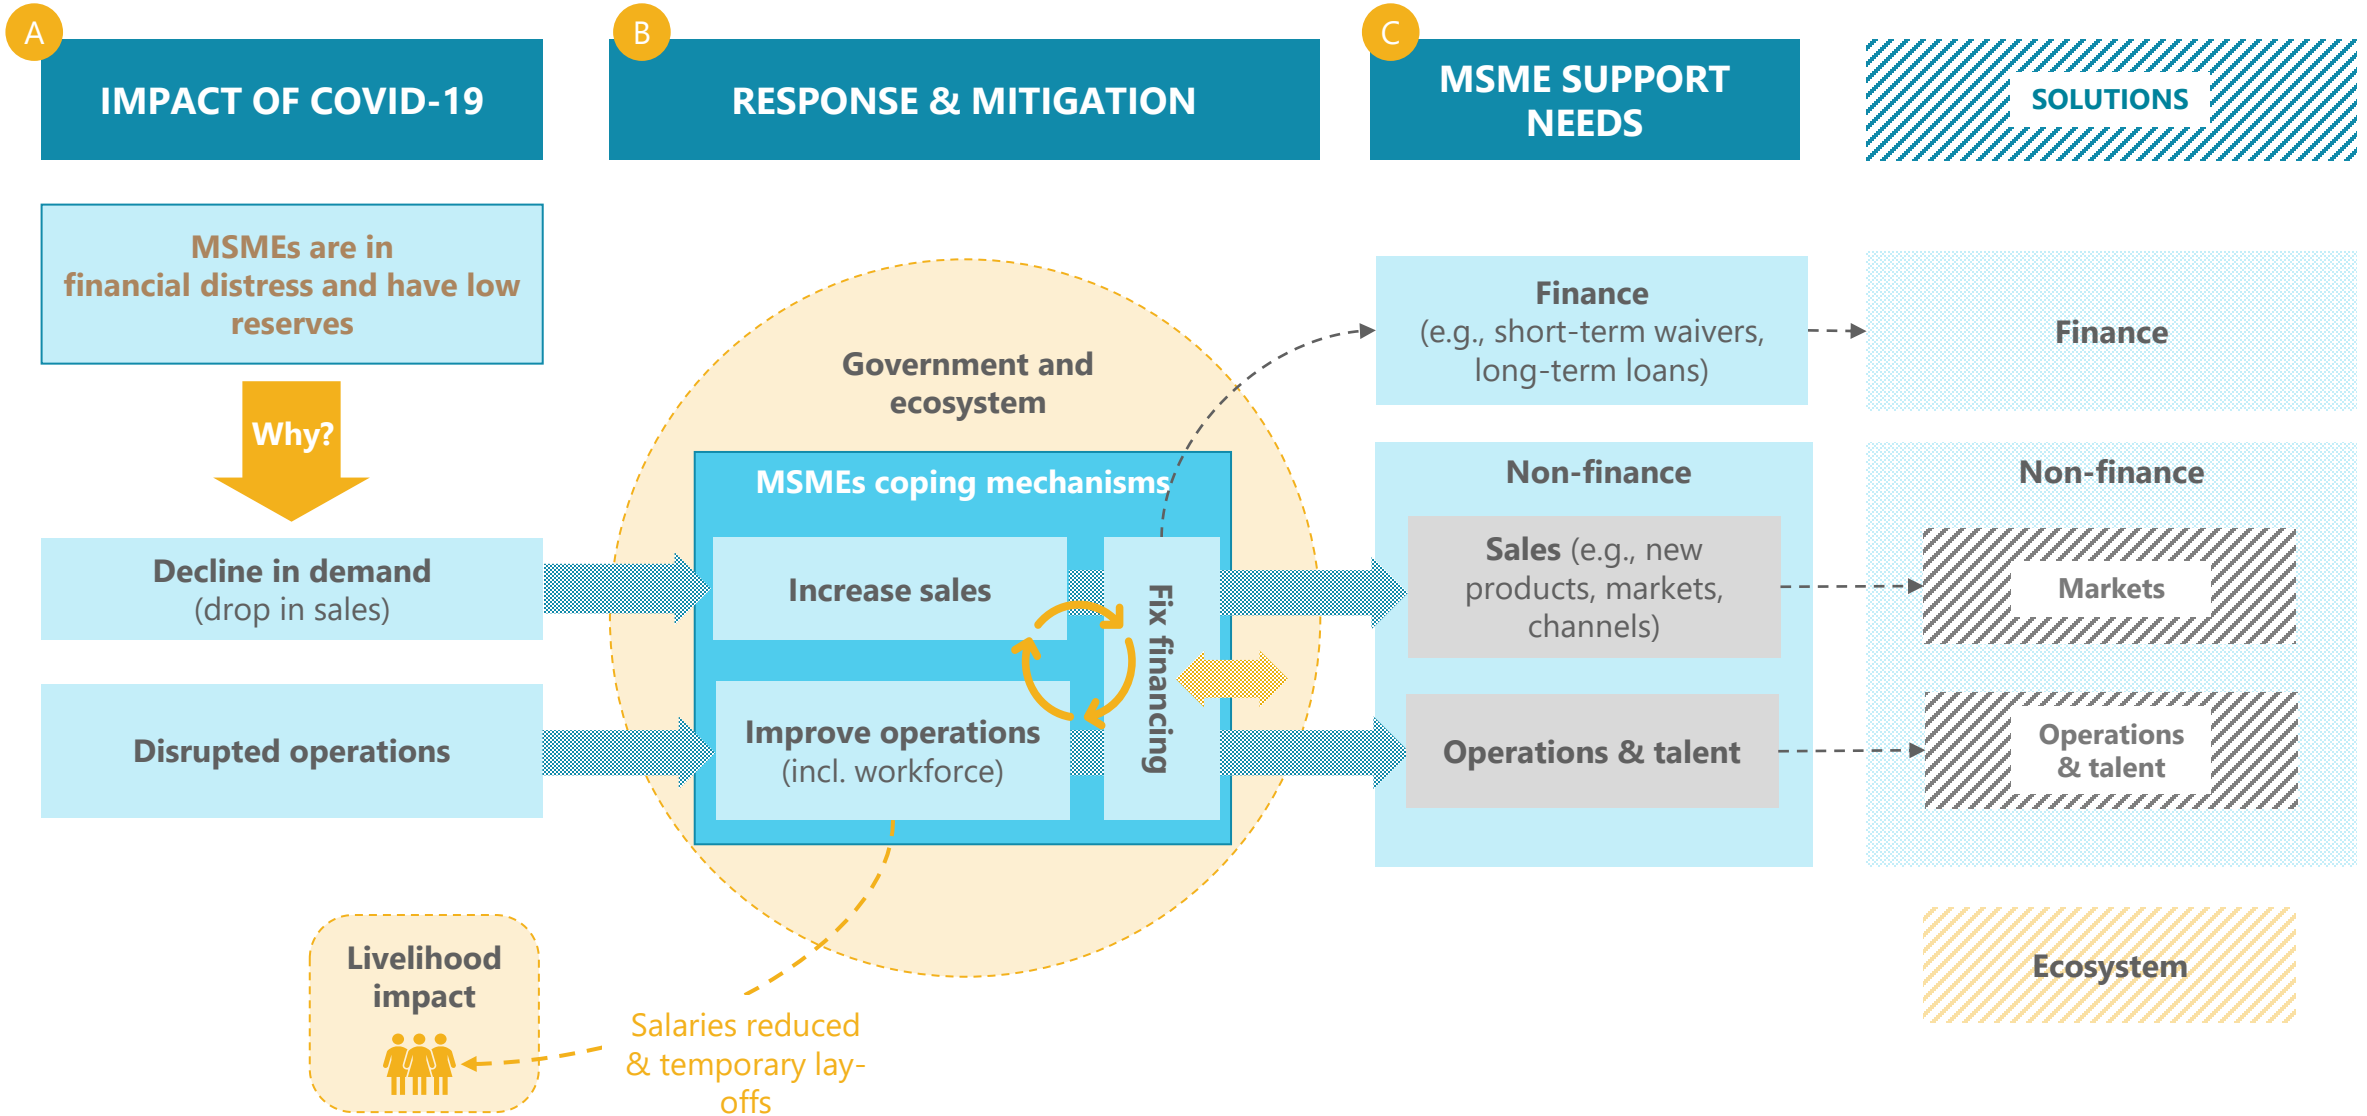 A
IMPACT OF COVID-19
B
RESPONSE & MITIGATION
C
MSME SUPPORT
NEEDS
SOLUTIONS
MSMEs are in
financial distress and have low
reserves
Why?
Decline in demand
(drop in sales)
Disrupted operations
Livelihood
impact
Government and
ecosystem
MSMEs coping mechanisms
Increase sales
Improve operations
(incl. workforce)
Fix financing
Salaries reduced
& temporary lay-
offs
Finance
(e.g., short-term waivers,
long-term loans)
Non-finance
Sales (e.g., new
products, markets,
channels)
Operations & talent
Finance
Non-finance
Markets
Operations
& talent
Ecosystem